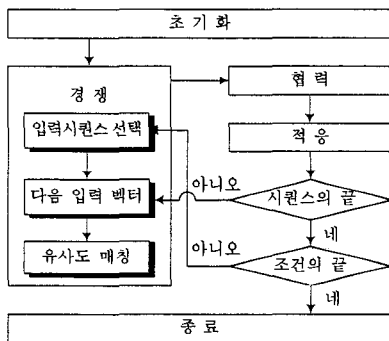 초기화
경쟁
입력시퀀스 선택
다음 입력 벡터
유사도 매칭
협력
적응
시퀀스의 끝
아니오
네
조건의 끝
아니오
네
종료